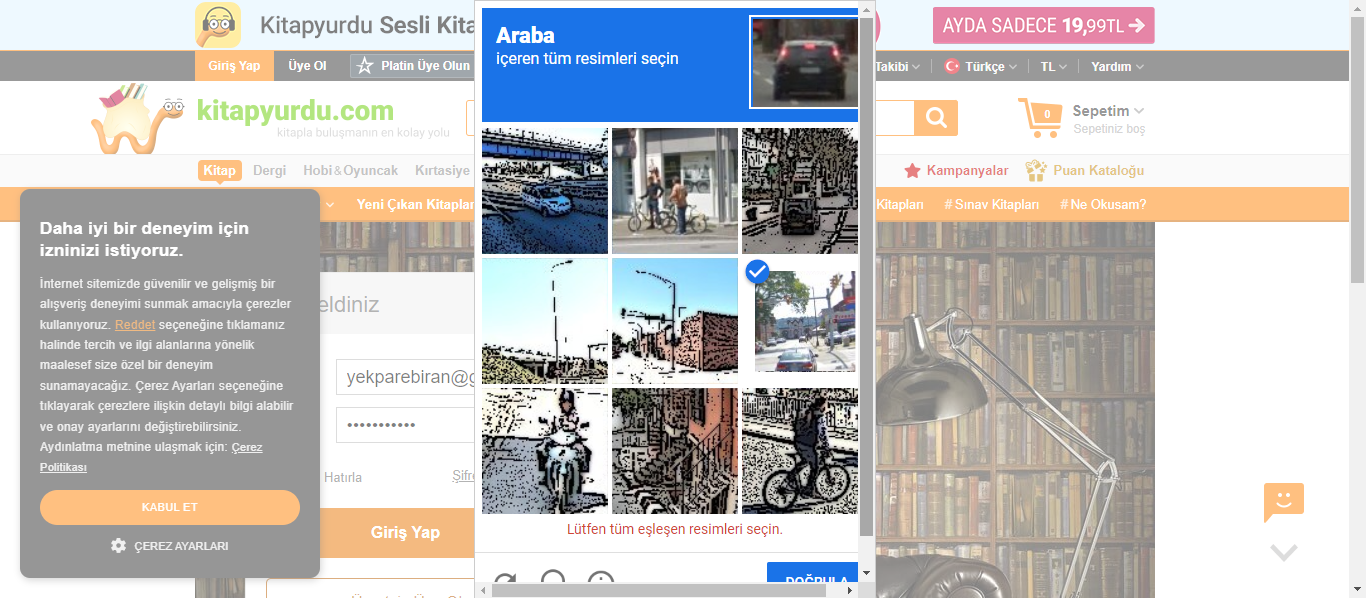 Kitapyurdu Sesli Kita
AYDA SADECE 19,99TL
Giriş Yap
Üye Ol
Platin Üye Olun
Takibi
Türkçe
TL
Yardım
kitapyurdu.com
kitapla buluşmanın en kolay yolu
0
Sepetim
Sepetiniz boş
Kitap
Dergi
Hobi&Oyuncak
Kırtasiye
Kampanyalar
Puan Kataloğu
Yeni Çıkan Kitaplar
Kitapları
# Sınav Kitapları
# Ne Okusam?
Daha iyi bir deneyim için
izninizi istiyoruz.
İnternet sitemizde güvenilir ve gelişmiş bir
alışveriş deneyimi sunmak amacıyla çerezler
kullanıyoruz. Reddet seçeneğine tıklamanız
halinde tercih ve ilgi alanlarına yönelik
maalesef size özel bir deneyim
sunamayacağız. Çerez Ayarları seçeneğine
tıklayarak çerezlere ilişkin detaylı bilgi alabilir
ve onay ayarlarını değiştirebilirsiniz.
Aydınlatma metnine ulaşmak için: Çerez
Politikası
KABUL ET
ÇEREZ AYARLARI
eldiniz
yekparebiran@g
•••••••••••
Hatırla
Şifre
Giriş Yap
Araba
içeren tüm resimleri seçin
Lütfen tüm eşleşen resimleri seçin.
DOĞRULA